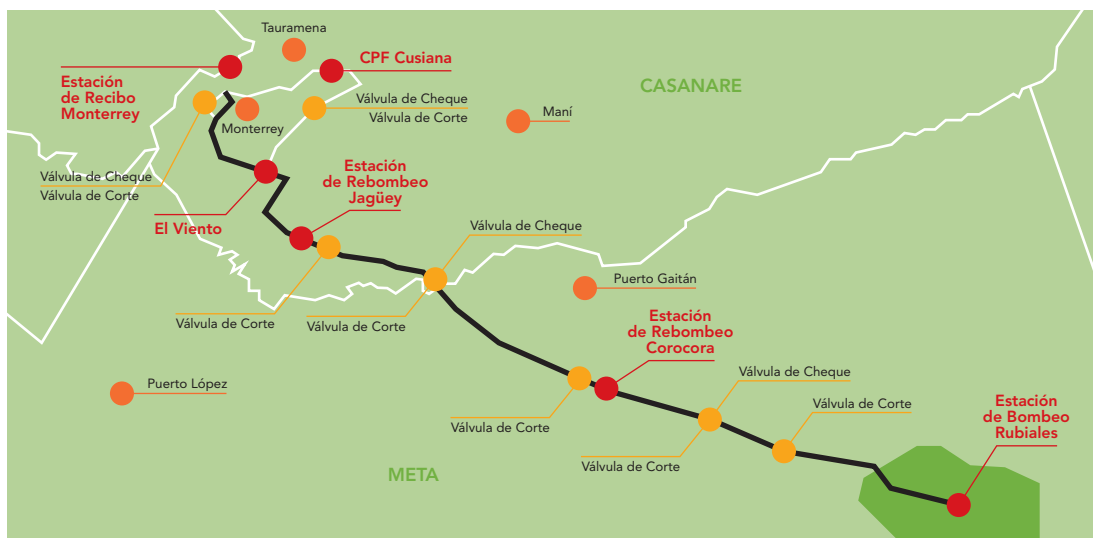 Tauramena
CPF Cusiana
Estación
de Recibo
Monterrey
CASANARE
Válvula de Cheque
Válvula de Corte
Maní
Monterrey
Válvula de Cheque
Válvula de Corte
Estación
de Rebombeo
Jagüey
El Viento
Válvula de Cheque
Puerto Gaitán
Válvula de Corte
Válvula de Corte
Estación
de Rebombeo
Corocora
Válvula de Cheque
Puerto López
Válvula de Corte
Estación
de Bombeo
Rubiales
Válvula de Corte
Válvula de Corte
META